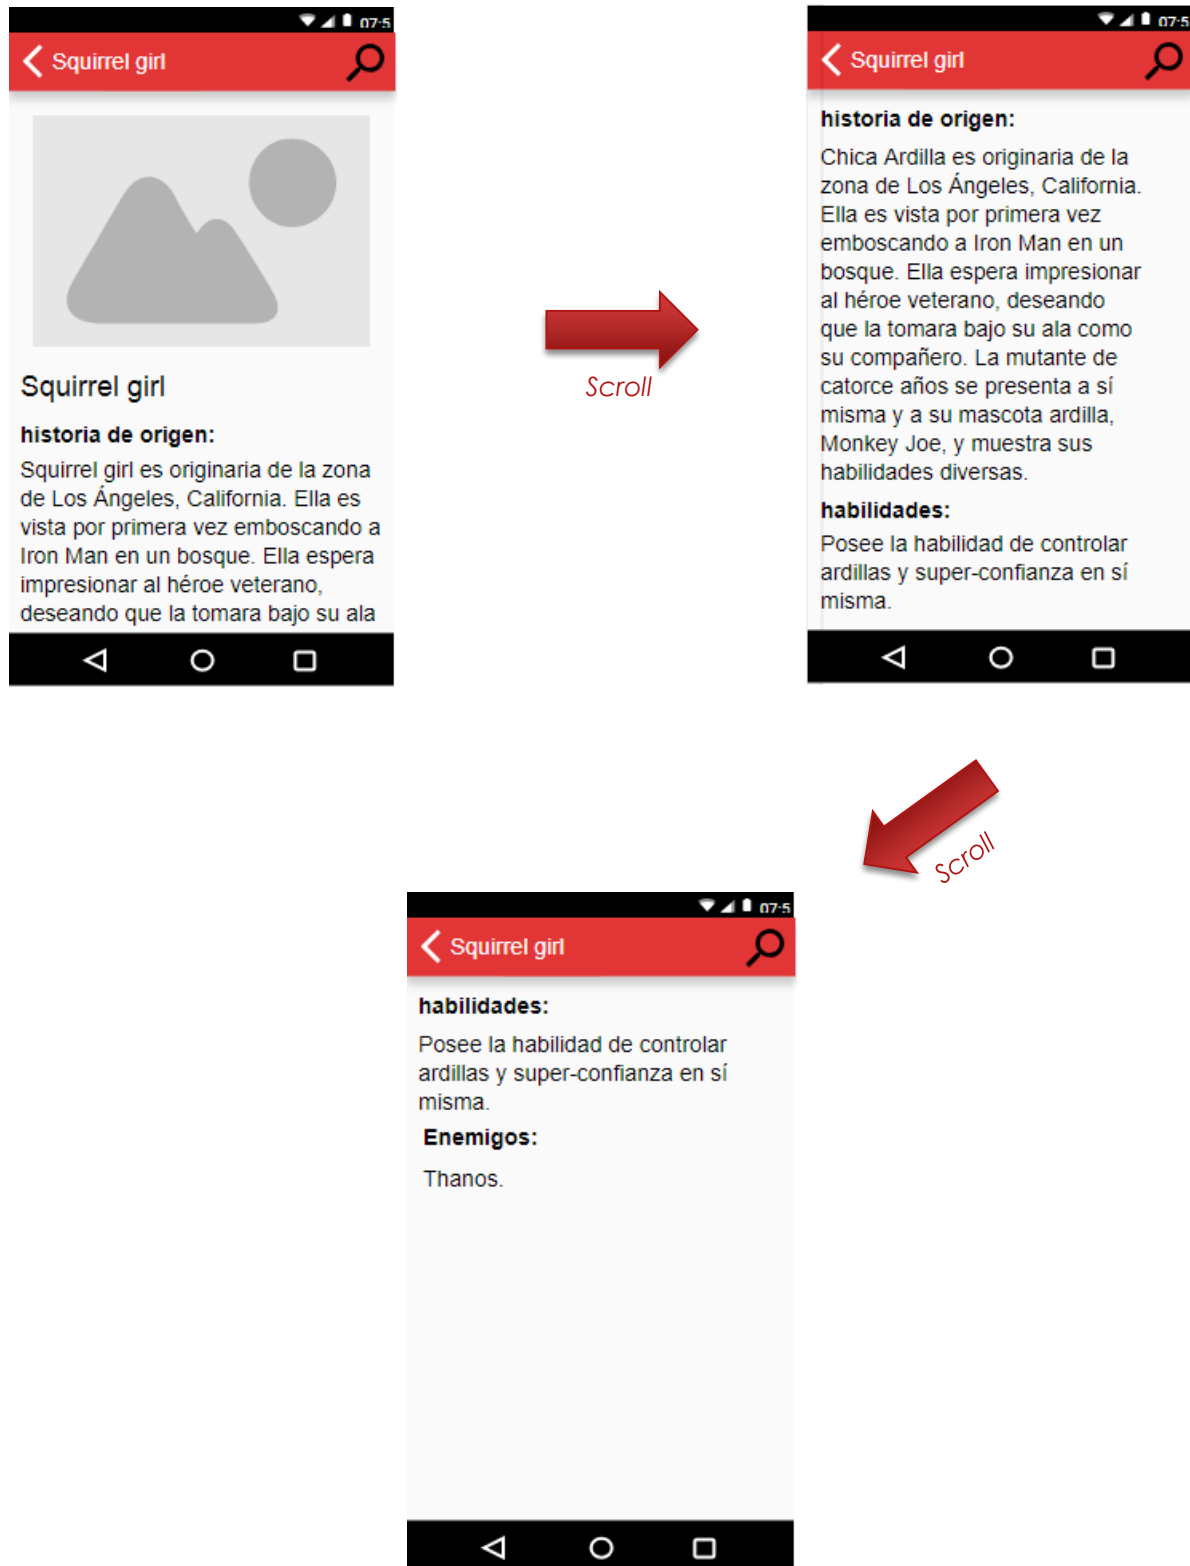 07:5
Squirrel girl
Squirrel girl
historia de origen:
Squirrel girl es originaria de la zona
de Los Ángeles, California. Ella es
vista por primera vez emboscando a
Iron Man en un bosque. Ella espera
impresionar al héroe veterano,
deseando que la tomara bajo su ala
Scroll
07:5
Squirrel girl
historia de origen:
Chica Ardilla es originaria de la
zona de Los Ángeles, California.
Ella es vista por primera vez
emboscando a Iron Man en un
bosque. Ella espera impresionar
al héroe veterano, deseando
que la tomara bajo su ala como
su compañero. La mutante de
catorce años se presenta a sí
misma y a su mascota ardilla,
Monkey Joe, y muestra sus
habilidades diversas.
habilidades:
Posee la habilidad de controlar
ardillas y super-confianza en sí
misma.
Scroll
07:5
Squirrel girl
habilidades:
Posee la habilidad de controlar
ardillas y super-confianza en sí
misma.
Enemigos:
Thanos.